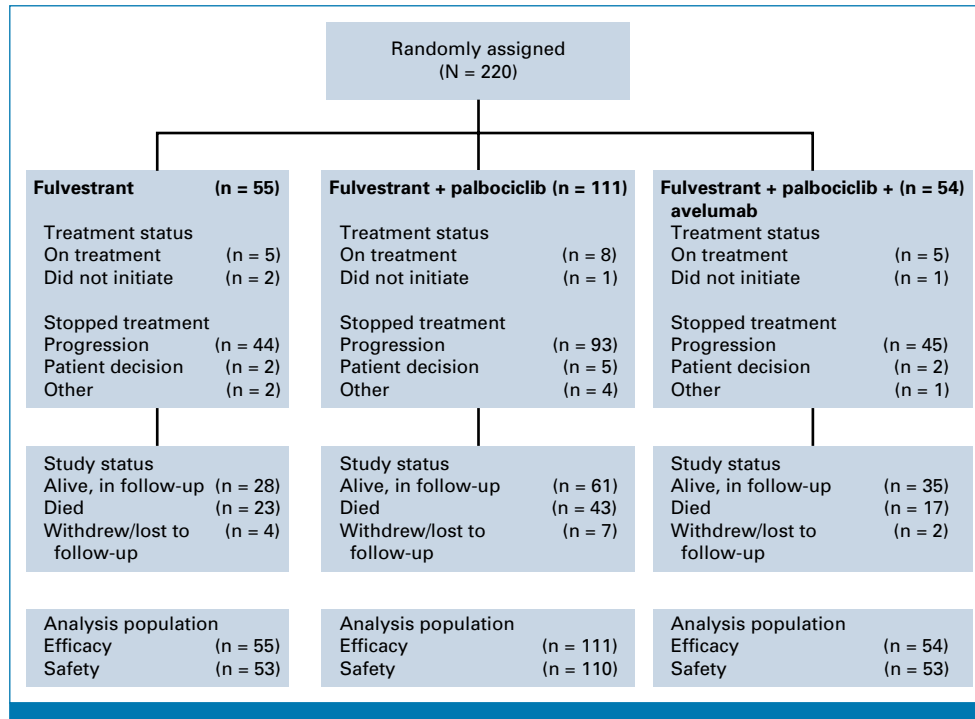 Randomly assigned
(N = 220)
Fulvestrant (n = 55)
Treatment status
On treatment (n = 5)
Did not initiate (n = 2)
Stopped treatment
Progression (n = 44)
Patient decision (n = 2)
Other (n = 2)
Study status
Alive, in follow-up (n = 28)
Died (n = 23)
Withdrew/lost to (n = 4)
follow-up
Analysis population
Efficacy (n = 55)
Safety (n = 53)
Fulvestrant + palbociclib (n = 111)
Treatment status
On treatment (n = 8)
Did not initiate (n = 1)
Stopped treatment
Progression (n = 93)
Patient decision (n = 5)
Other (n = 4)
Study status
Alive, in follow-up (n = 61)
Died (n = 43)
Withdrew/lost to (n = 7)
follow-up
Analysis population
Efficacy (n = 111)
Safety (n = 110)
Fulvestrant + palbociclib + (n = 54)
avelumab
Treatment status
On treatment (n = 5)
Did not initiate (n = 1)
Stopped treatment
Progression (n = 45)
Patient decision (n = 2)
Other (n = 1)
Study status
Alive, in follow-up (n = 35)
Died (n = 17)
Withdrew/lost to (n = 2)
follow-up
Analysis population
Efficacy (n = 54)
Safety (n = 53)